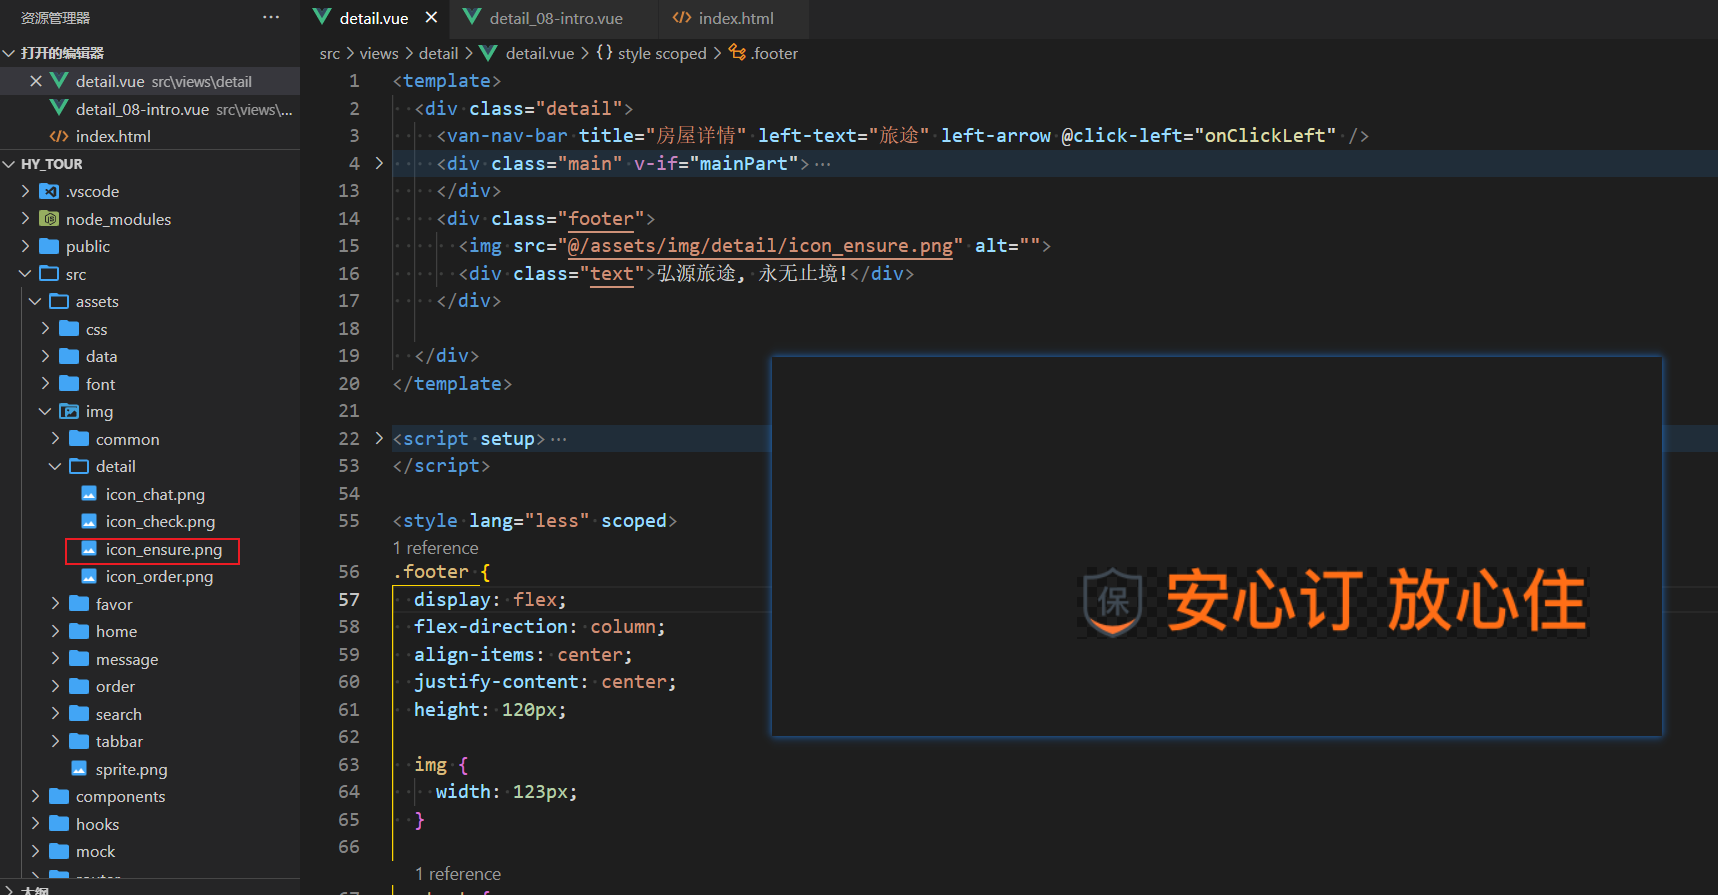 资源管理器
打开的编辑器
detail.vue src\views\detail
detail_08-intro.vue src\views\...
index.html
HY_TOUR
.vscode
node_modules
public
src
assets
css
data
font
img
common
detail
icon_chat.png
icon_check.png
icon_ensure.png
icon_order.png
favor
home
message
order
search
tabbar
sprite.png
components
hooks
mock
大纲
detail.vue
detail_08-intro.vue
index.html
src > views > detail > detail.vue > {} style scoped > .footer
1 <template>
2 <div class="detail">
3 <van-nav-bar title="房屋详情" left-text="旅途" left-arrow @click-left="onClickLeft" />
4 <div class="main" v-if="mainPart">…
13 </div>
14 <div class="footer">
15 <img src="@/assets/img/detail/icon_ensure.png" alt="">
16 <div class="text">弘源旅途, 永无止境!</div>
17 </div>
18
19 </div>
20 </template>
21
22 <script setup>…
53 </script>
54
55 <style lang="less" scoped>
1 reference
56 .footer {
57 display: flex;
58 flex-direction: column;
59 align-items: center;
60 justify-content: center;
61 height: 120px;
62
63 img {
64 width: 123px;
65 }
66
1 reference
保 安心订 放心住